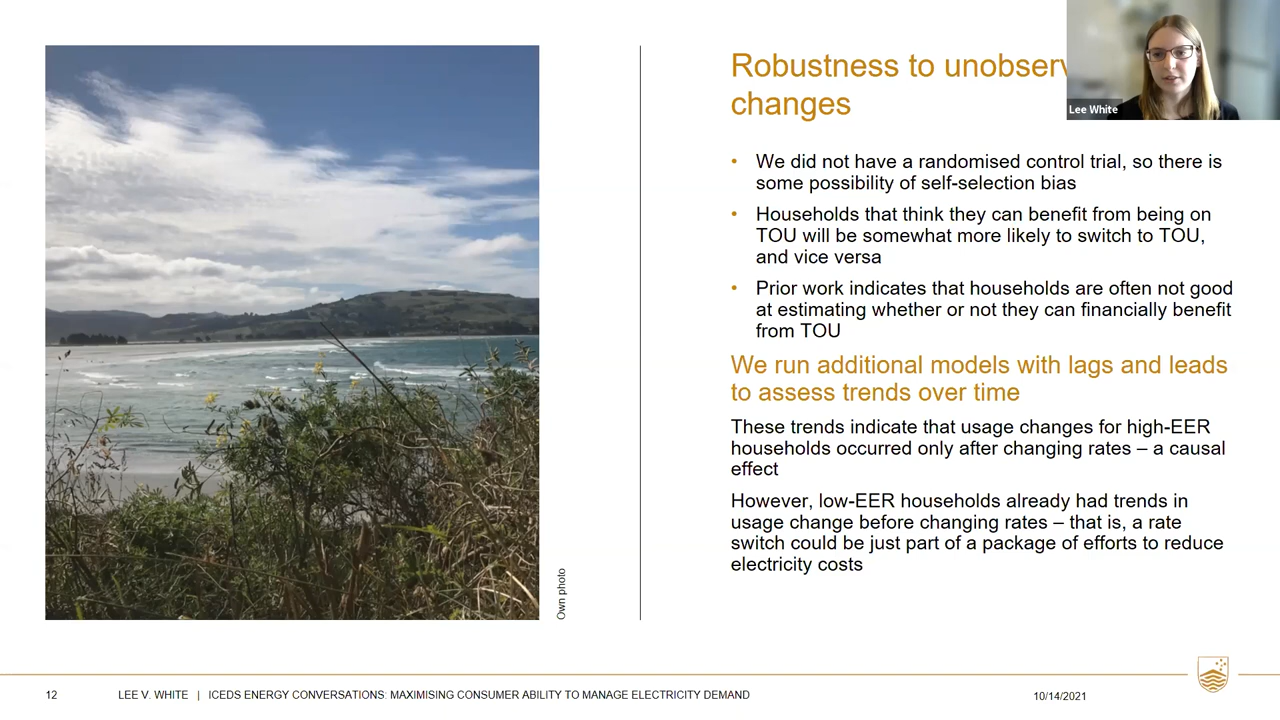 Robustness to unobserv
changes
Lee White
• We did not have a randomised control trial, so there is
some possibility of self-selection bias
• Households that think they can benefit from being on
TOU will be somewhat more likely to switch to TOU,
and vice versa
• Prior work indicates that households are often not good
at estimating whether or not they can financially benefit
from TOU
We run additional models with lags and leads
to assess trends over time
These trends indicate that usage changes for high-EER
households occurred only after changing rates – a causal
effect
However, low-EER households already had trends in
usage change before changing rates – that is, a rate
switch could be just part of a package of efforts to reduce
electricity costs
Own photo
12
LEE V. WHITE | ICEDS ENERGY CONVERSATIONS: MAXIMISING CONSUMER ABILITY TO MANAGE ELECTRICITY DEMAND
10/14/2021